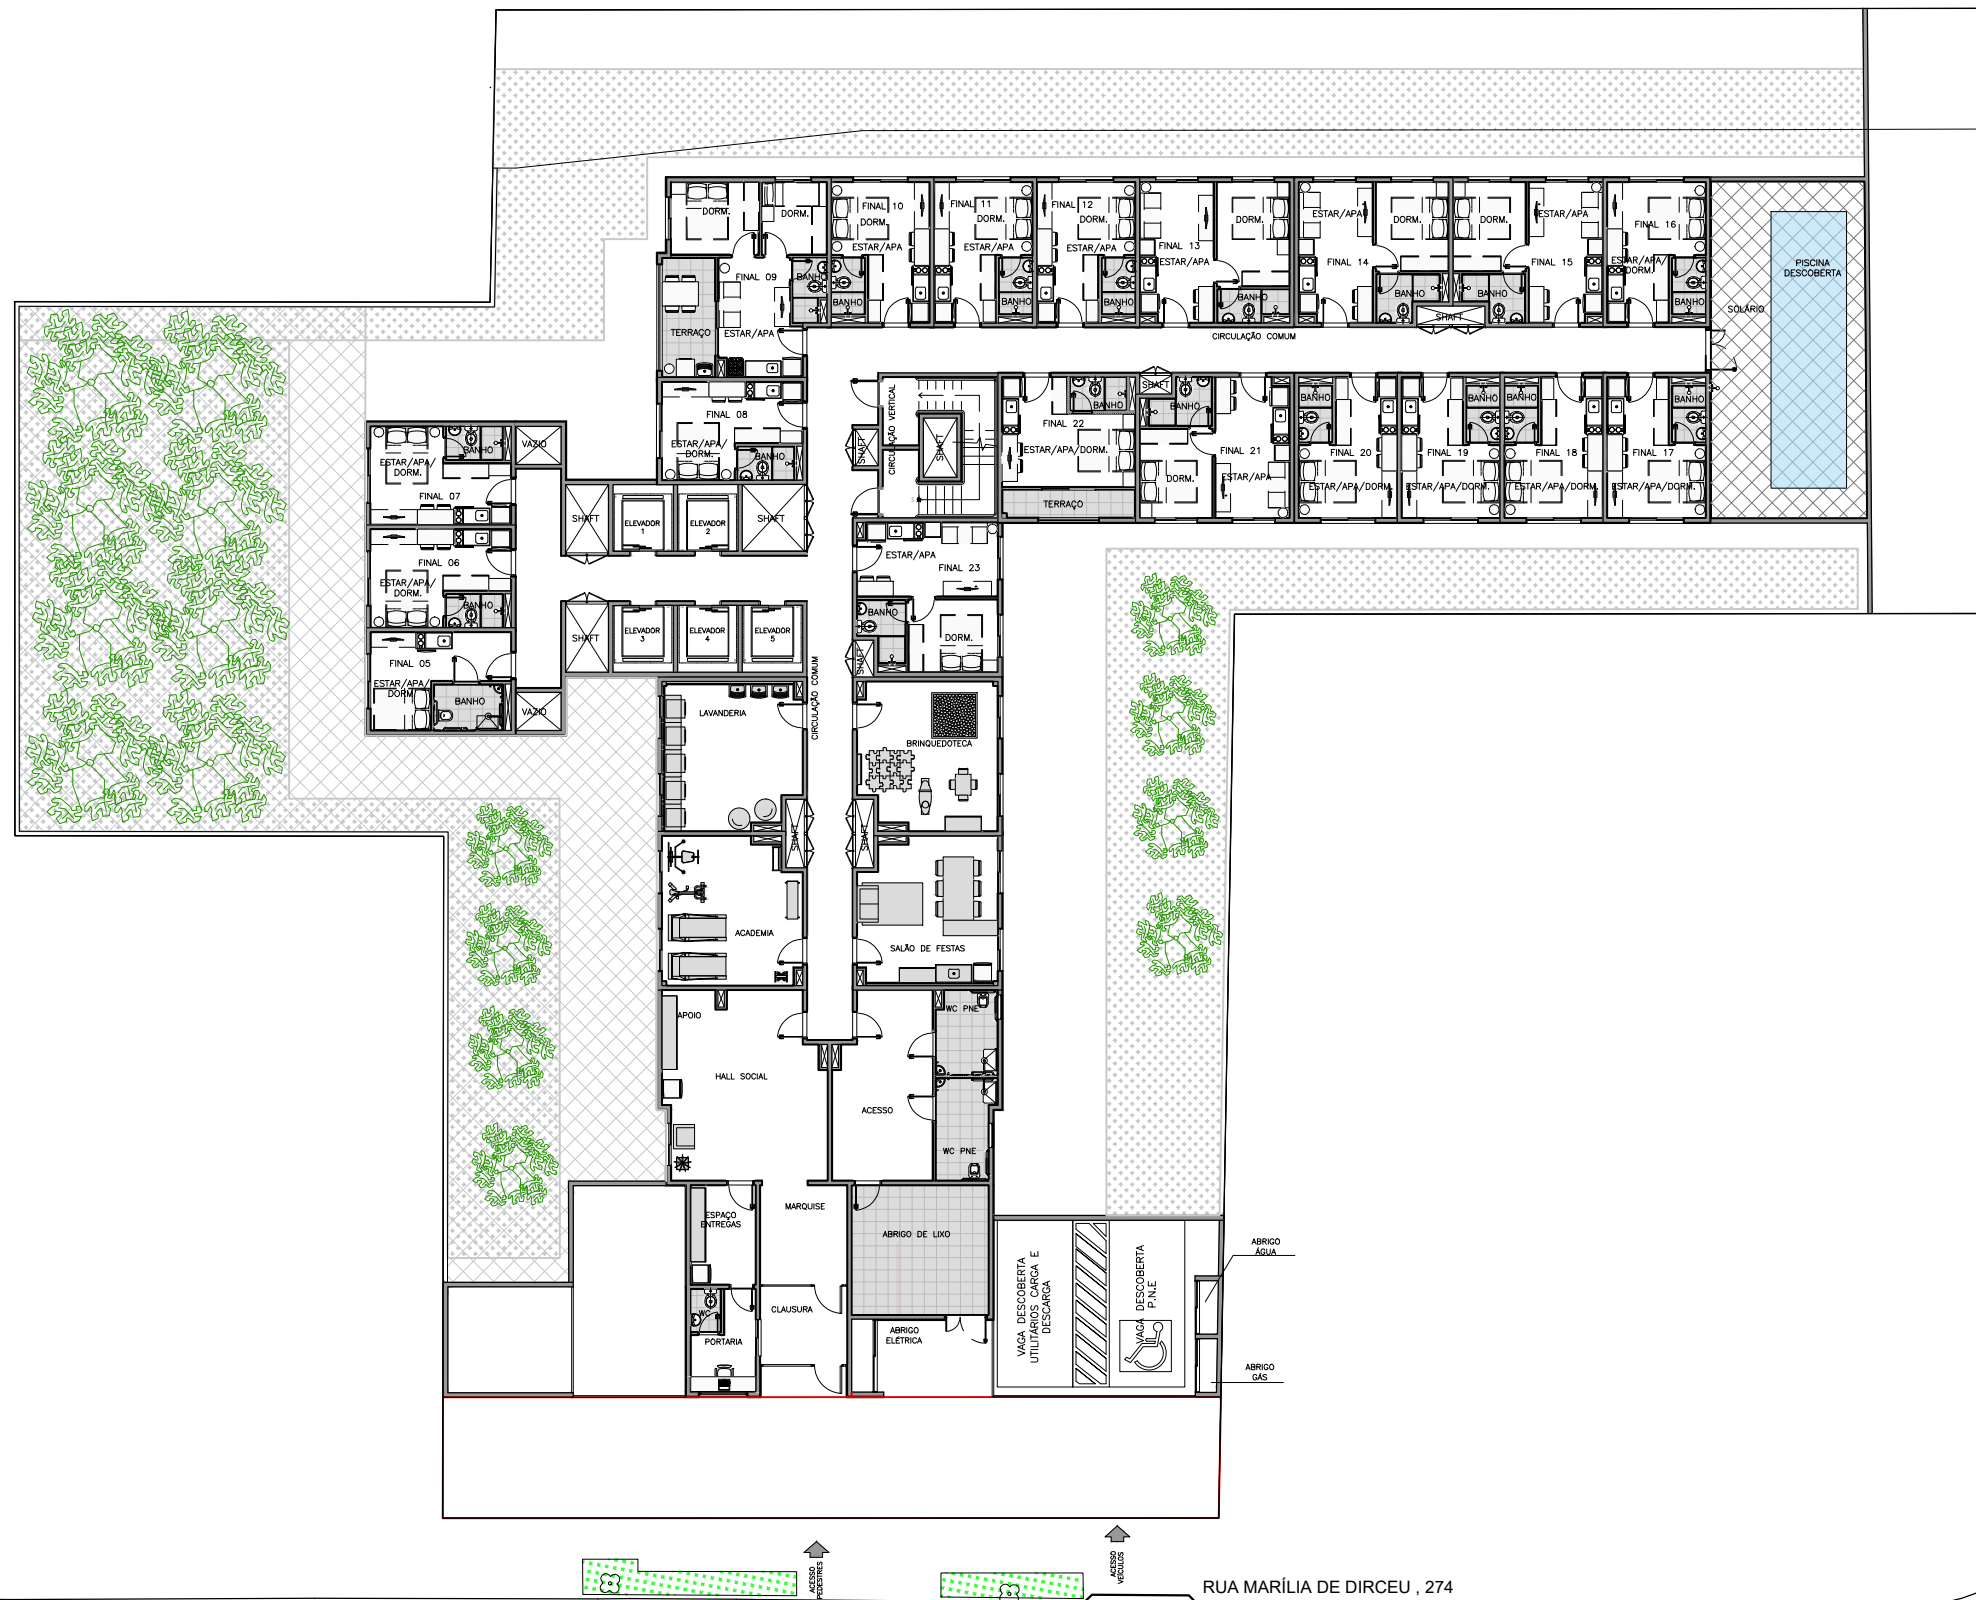 DORM.
DORM.
FINAL 09
BANHO
TERRAÇO
ESTAR/APA
FINAL 10
DORM.
ESTAR/APA
BANHO
FINAL 11
DORM.
ESTAR/APA
BANHO
FINAL 12
DORM.
ESTAR/APA
BANHO
FINAL 13
ESTAR/APA
DORM.
BANHO
ESTAR/APA
DORM.
FINAL 14
BANHO
SHAFT
DORM.
ESTAR/APA
FINAL 15
BANHO
FINAL 16
ESTAR/APA/
DORM.
BANHO
SOLÁRIO
PISCINA
DESCOBERTA
CIRCULAÇÃO COMUM
FINAL 08
ESTAR/APA/
DORM.
BANHO
CIRCULAÇÃO VERTICAL
SHAFT
SHAFT
BANHO
FINAL 22
ESTAR/APA/DORM.
TERRAÇO
SHAFT
BANHO
FINAL 21
DORM.
ESTAR/APA
BANHO
FINAL 20
ESTAR/APA/DORM.
BANHO
FINAL 19
ESTAR/APA/DORM.
BANHO
FINAL 18
ESTAR/APA/DORM.
BANHO
FINAL 17
ESTAR/APA/DORM.
VAZIO
BANHO
ESTAR/APA/
DORM.
FINAL 07
FINAL 06
ESTAR/APA/
DORM.
BANHO
FINAL 05
ESTAR/APA/
DORM.
BANHO
VAZIO
SHAFT
ELEVADOR
1
ELEVADOR
2
SHAFT
SHAFT
ELEVADOR
3
ELEVADOR
4
ELEVADOR
5
ESTAR/APA
FINAL 23
BANHO
DORM.
SHAFT
CIRCULAÇÃO COMUM
LAVANDERIA
BRINQUEDOTECA
SHAFT
SHAFT
ACADEMIA
SALÃO DE FESTAS
APOIO
HALL SOCIAL
ACESSO
WC PNE
WC PNE
ESPAÇO
ENTREGAS
MARQUISE
ABRIGO DE LIXO
WC
PORTARIA
CLAUSURA
ABRIGO
ELÉTRICA
VAGA DESCOBERTA
UTILITÁRIOS CARGA E
DESCARGA
VAGA DESCOBERTA
P.N.E
ABRIGO
ÁGUA
ABRIGO
GÁS
ACESSO
PEDESTRES
ACESSO
VEÍCULOS
RUA MARÍLIA DE DIRCEU , 274